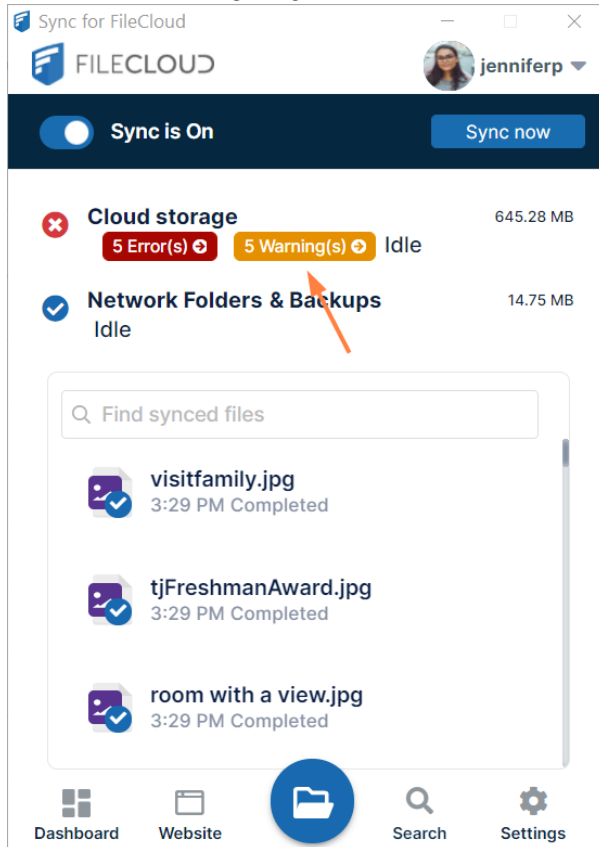 Sync for FileCloud
FILECLOUD
jenniferp
Sync is On
Sync now
Cloud storage
645.28 MB
5 Error(s)
5 Warning(s)
Idle
Network Folders & Backups
14.75 MB
Idle
Find synced files
visitfamily.jpg
3:29 PM Completed
tjFreshmanAward.jpg
3:29 PM Completed
room with a view.jpg
3:29 PM Completed
Dashboard
Website
Search
Settings